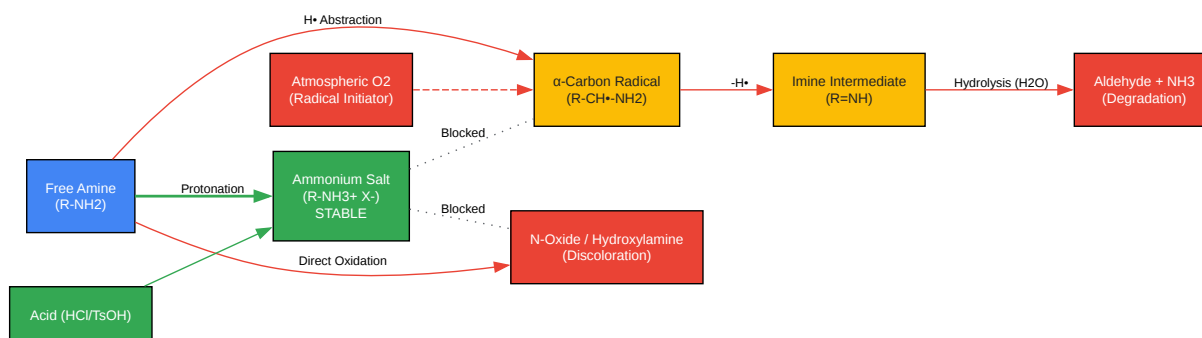 H• Abstraction
Atmospheric O2
(Radical Initiator)
α-Carbon Radical
(R-CH•-NH2)
-H•
Imine Intermediate
(R=NH)
Hydrolysis (H2O)
Aldehyde + NH3
(Degradation)
Blocked
Free Amine
(R-NH2)
Protonation
Ammonium Salt
(R-NH3+ X-)
STABLE
Blocked
N-Oxide / Hydroxylamine
(Discoloration)
Direct Oxidation
Acid (HCl/TsOH)